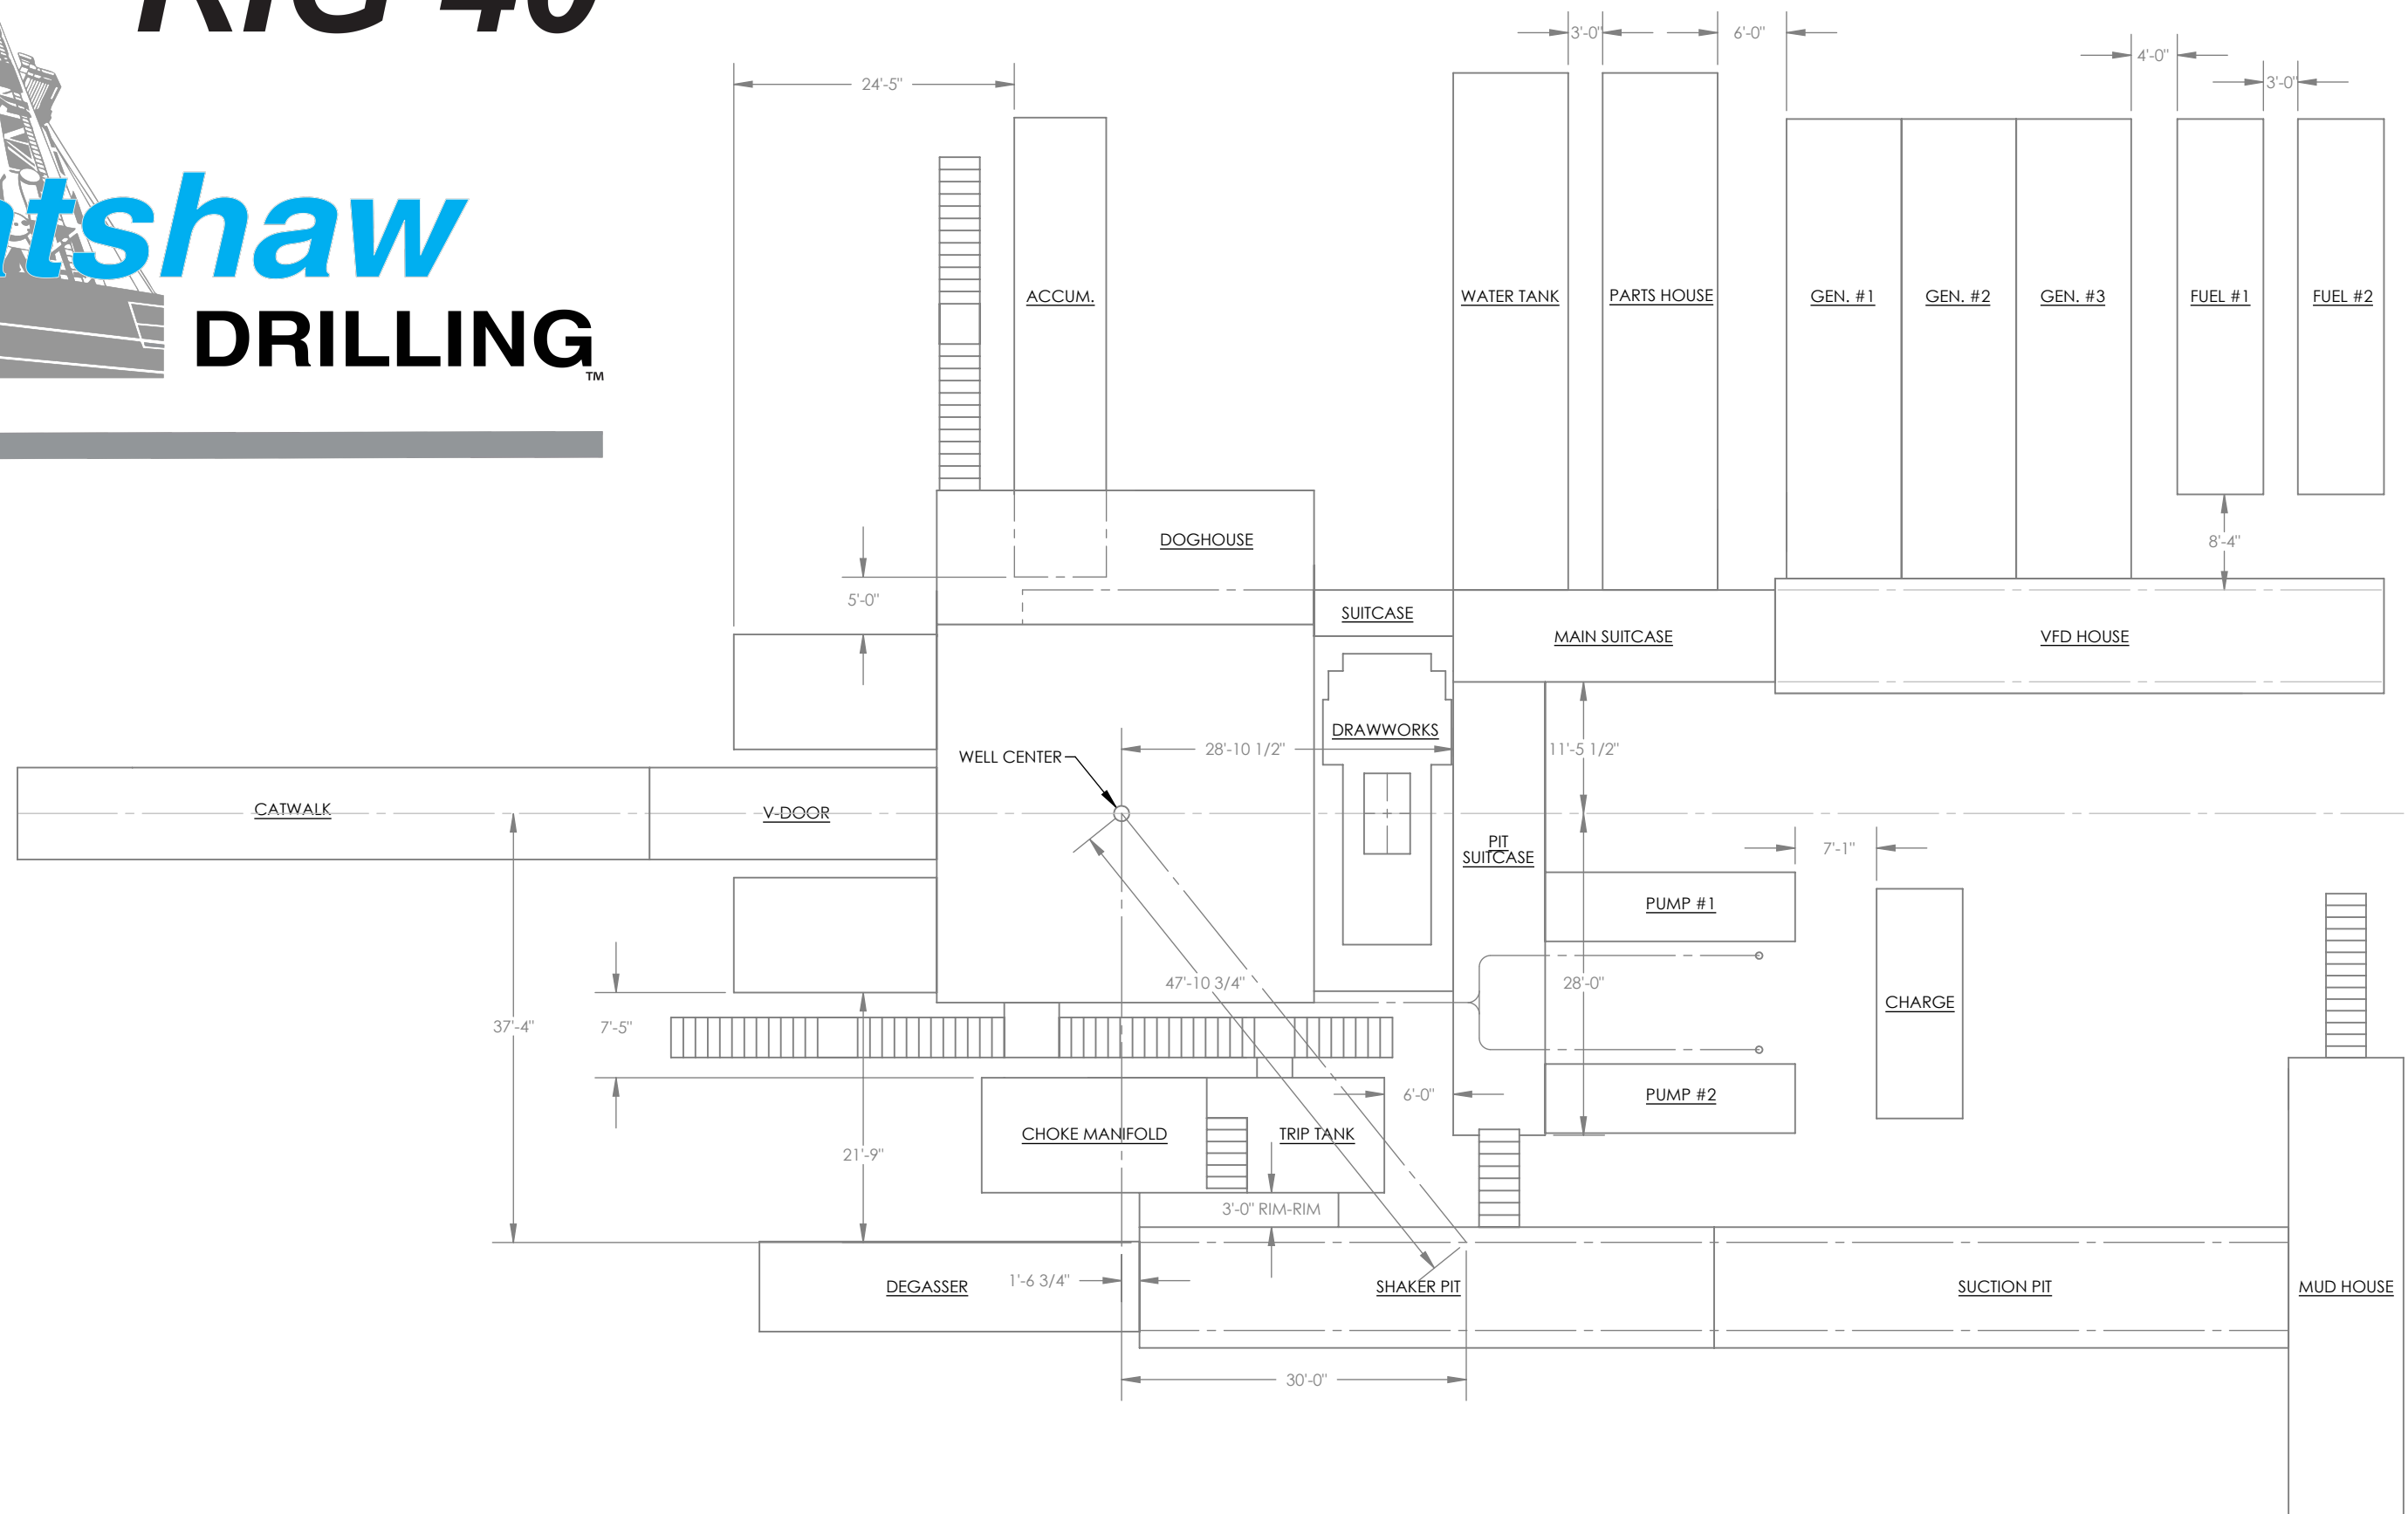 RIG 40
atshaw
DRILLING
TM
3'-0"
6'-0"
4'-0"
3'-0"
24'-5"
ACCUM.
WATER TANK
PARTS HOUSE
GEN. #1
GEN. #2
GEN. #3
FUEL #1
FUEL #2
DOGHOUSE
8'-4"
5'-0"
SUITCASE
MAIN SUITCASE
VFD HOUSE
DRAWWORKS
WELL CENTER
28'-10 1/2"
11'-5 1/2"
CATWALK
V-DOOR
PIT
SUITCASE
7'-1"
PUMP #1
47'-10 3/4"
28'-0"
CHARGE
37'-4"
7'-5"
6'-0"
PUMP #2
CHOKE MANIFOLD
TRIP TANK
21'-9"
3'-0" RIM-RIM
DEGASSER
1'-6 3/4"
SHAKER PIT
SUCTION PIT
MUD HOUSE
30'-0"